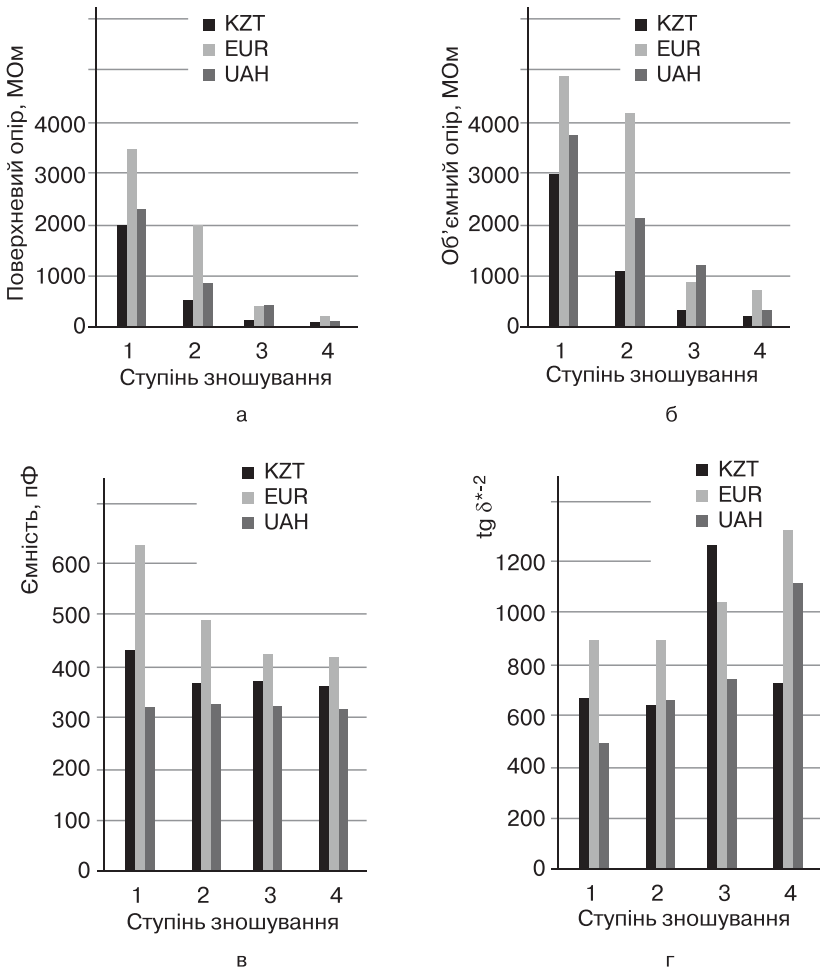 KZT
EUR
UAH
Поверхневий опір, МОм
4000
3000
2000
1000
0
1 2 3 4
Ступінь зношування
а
KZT
EUR
UAH
Об’ємний опір, МОм
4000
3000
2000
1000
0
1 2 3 4
Ступінь зношування
б
KZT
EUR
UAH
Ємність, пФ
600
500
400
300
200
100
0
1 2 3 4
Ступінь зношування
в
KZT
EUR
UAH
tg δ*-2
1200
1000
800
600
400
200
0
1 2 3 4
Ступінь зношування
г